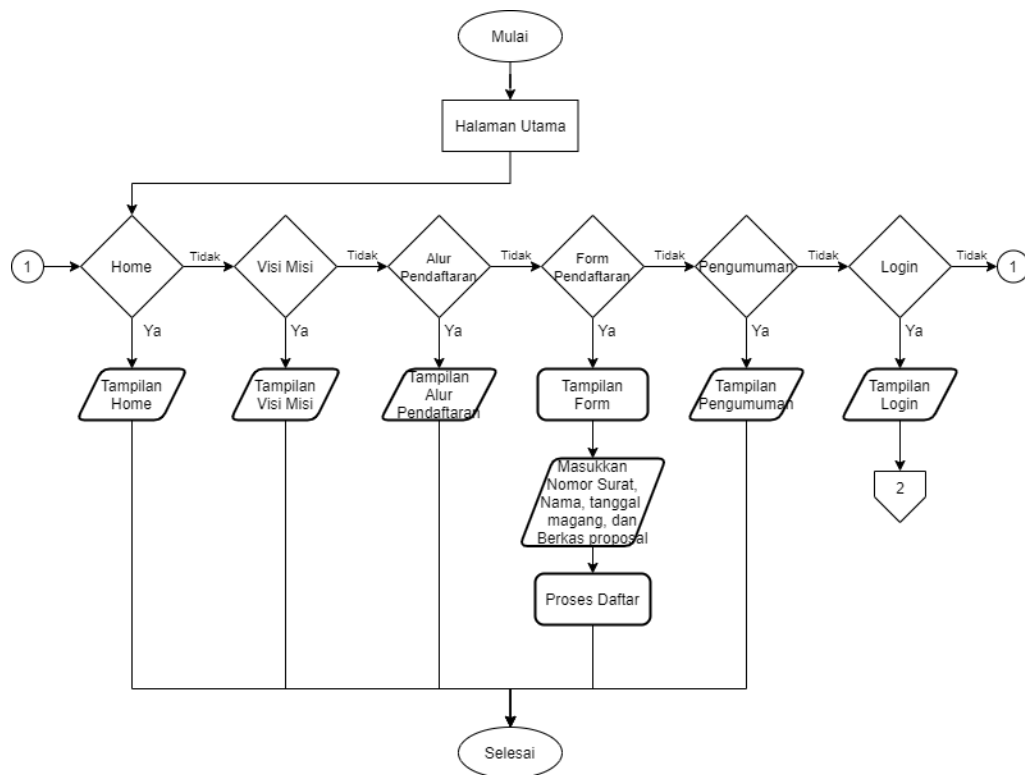 Mulai
Halaman Utama
1
Home
Tidak
Visi Misi
Tidak
Alur
Pendaftaran
Tidak
Form
Pendaftaran
Tidak
Pengumuman
Tidak
Login
Tidak
1
Ya
Ya
Ya
Ya
Ya
Ya
Tampilan
Home
Tampilan
Visi Misi
Tampilan
Alur
Pendaftaran
Tampilan
Form
Tampilan
Pengumuman
Tampilan
Login
Masukkan
Nomor Surat,
Nama, tanggal
magang, dan
Berkas proposal
2
Proses Daftar
Selesai